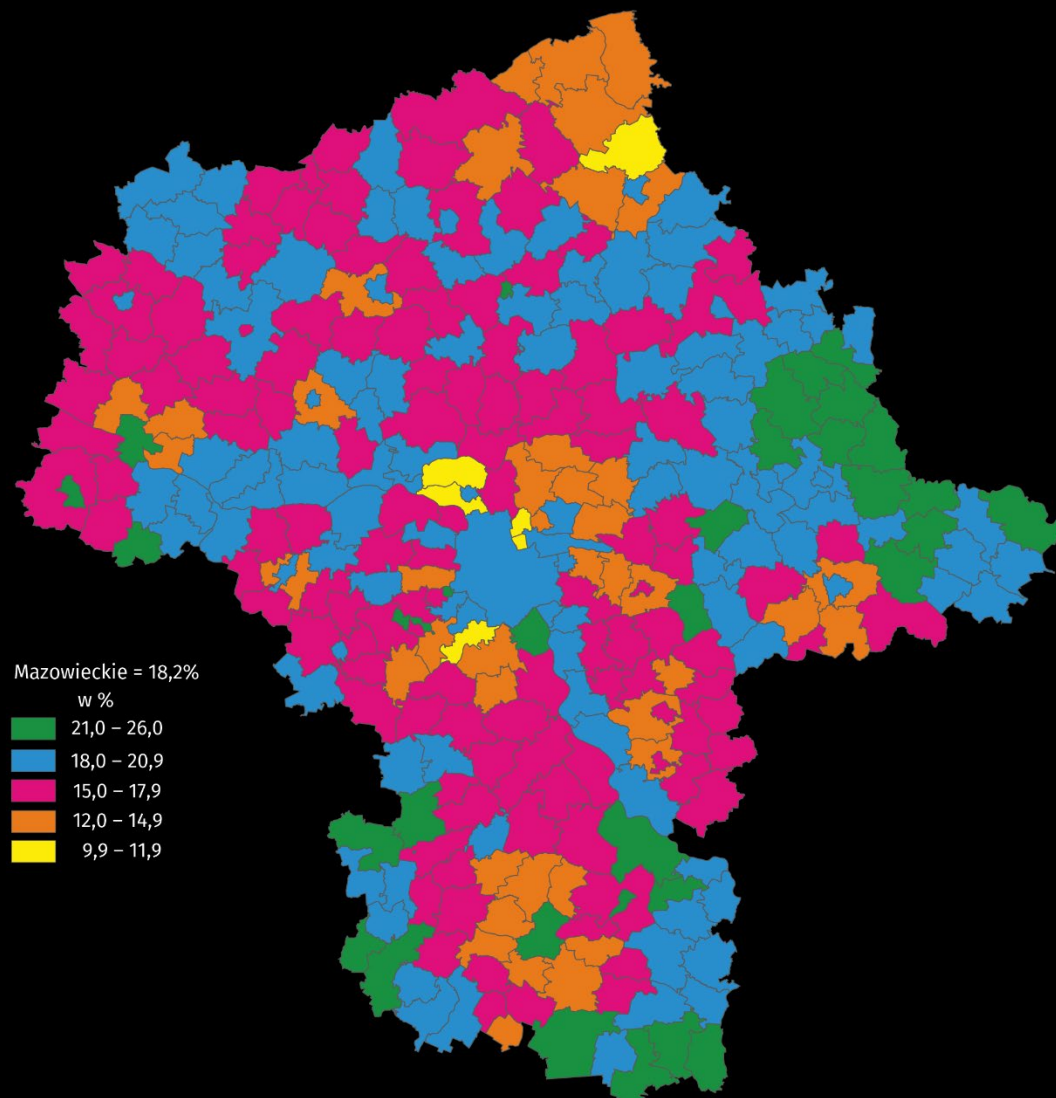 Mazowieckie = 18,2%
w %
21,0 – 26,0
18,0 – 20,9
15,0 – 17,9
12,0 – 14,9
9,9 – 11,9